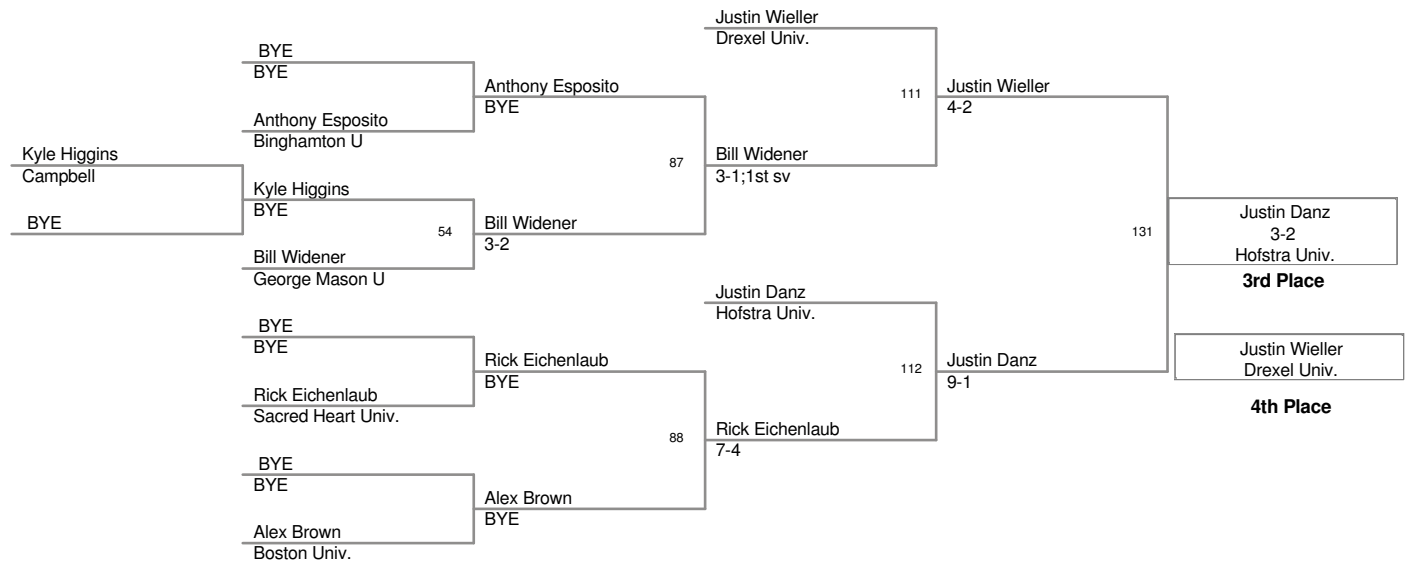 Justin Wieller
Drexel Univ.
BYE
BYE
Anthony Esposito
BYE
111
Justin Wieller
4-2
Anthony Esposito
Binghamton U
Kyle Higgins
Campbell
87
Bill Widener
3-1;1st sv
Kyle Higgins
BYE
BYE
54
Bill Widener
3-2
131
Justin Danz
3-2
Hofstra Univ.
3rd Place
Bill Widener
George Mason U
Justin Danz
Hofstra Univ.
BYE
BYE
Rick Eichenlaub
BYE
112
Justin Danz
9-1
Justin Wieller
Drexel Univ.
4th Place
Rick Eichenlaub
Sacred Heart Univ.
88
Rick Eichenlaub
7-4
BYE
BYE
Alex Brown
BYE
Alex Brown
Boston Univ.